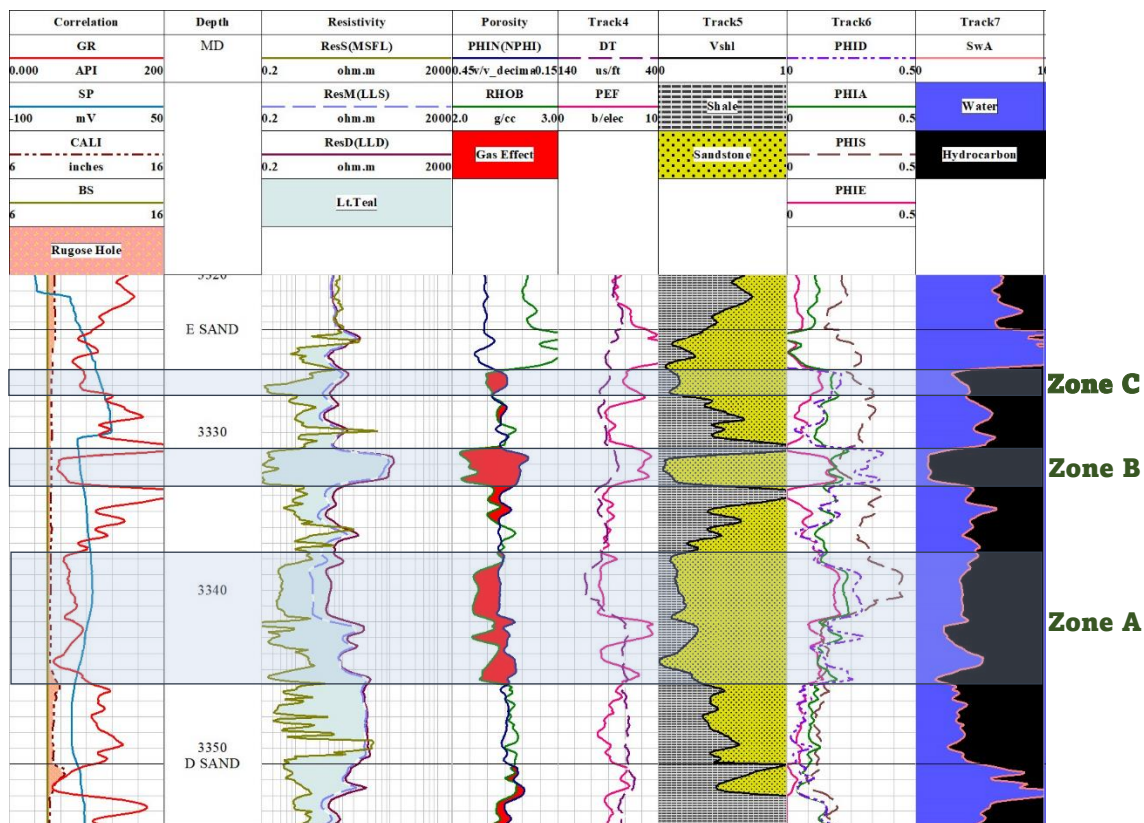 Correlation Depth Resistivity Porosity Track4 Track5 Track6 Track7
GR MD ResS(MSFL) PHIN(NPHI) DT Vshl PHID SwA
0.000 API 200 0.2 ohm.m 2000 0.45 v/v_decima 0.15 140 us/ft 40 0 1 0 0.5 0 1
SP ResM(LLS) RHOB PEF Shale PHIA Water
-100 mV 50 0.2 ohm.m 2000 2.0 g/cc 3.00 0 b/elec 10 0 0.5
CALI ResD(LLD) Gas Effect Sandstone PHIS Hydrocarbon
6 inches 16 0.2 ohm.m 2000 0.5
BS Lt.Teal PHIE
6 16 0 0.5
Rugose Hole
3320
E SAND
Zone C
3330
Zone B
3340
Zone A
3350
D SAND